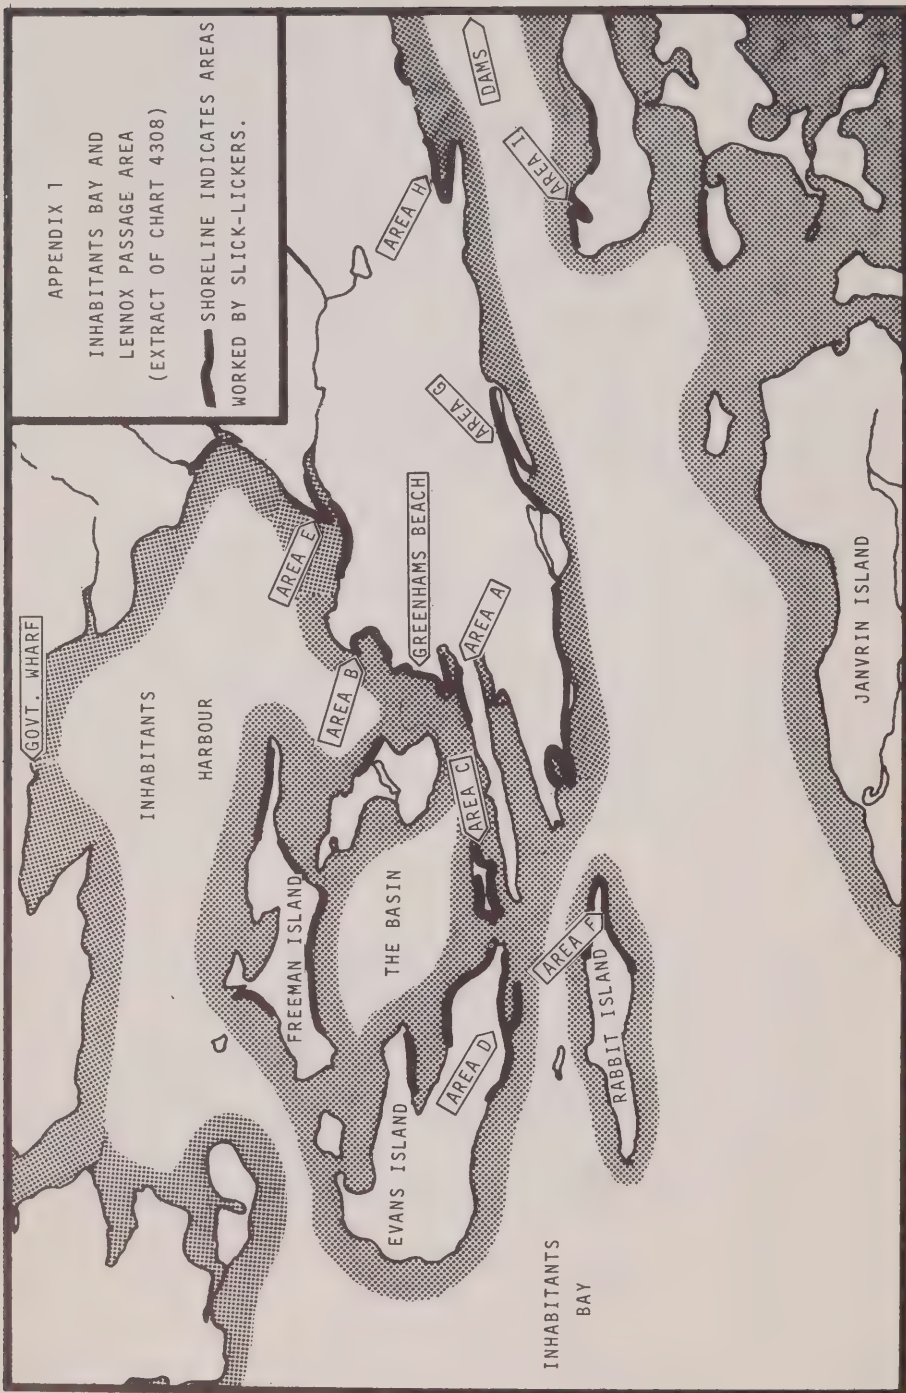 APPENDIX 1
INHABITANTS BAY AND
LENNOX PASSAGE AREA
(EXTRACT OF CHART 4308)
SHORELINE INDICATES AREAS
WORKED BY SLICK-LICKERS.
GOVT. WHARF
INHABITANTS
HARBOUR
AREA E
AREA H
DAMS
AREA I
AREA G
GREENHAMS BEACH
AREA B
AREA A
AREA C
FREEMAN ISLAND
THE BASIN
AREA D
AREA F
EVANS ISLAND
RABBIT ISLAND
INHABITANTS
BAY
JANVRIN ISLAND